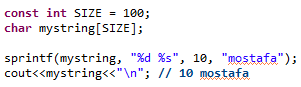 const int SIZE = 100;
char mystring[SIZE];
sprintf(mystring, "%d %s", 10, "mostafa");
cout<<mystring<<"\n"; // 10 mostafa